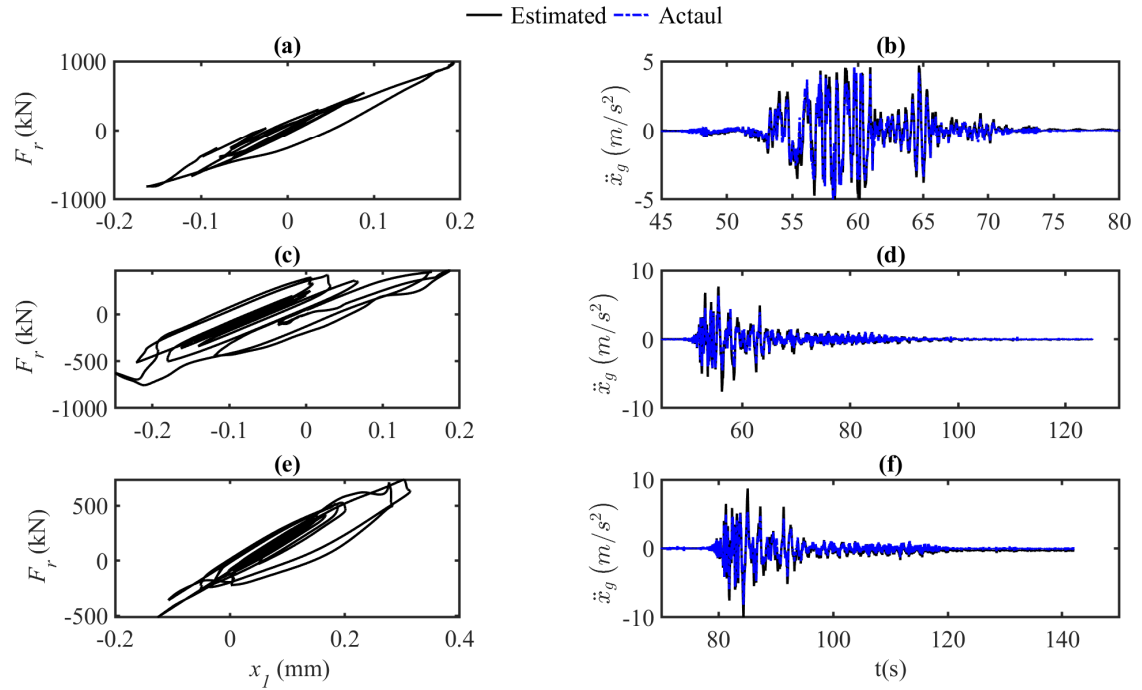 Estimated Actaul
(a)
1000
0
-1000
F_r (kN)
-0.2 -0.1 0 0.1 0.2
(b)
5
0
-5
ẍ_g (m/s²)
45 50 55 60 65 70 75 80
(c)
0
-500
-1000
F_r (kN)
-0.2 -0.1 0 0.1 0.2
(d)
10
0
-10
ẍ_g (m/s²)
60 80 100 120
(e)
500
0
-500
F_r (kN)
-0.2 0 0.2 0.4
x_1 (mm)
(f)
10
0
-10
ẍ_g (m/s²)
80 100 120 140
t(s)